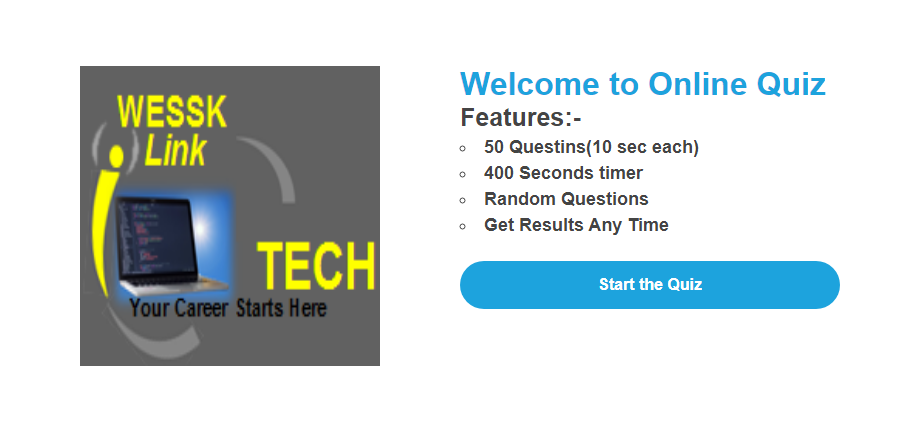 WESSK
Link
TECH
Your Career Starts Here
Welcome to Online Quiz
Features:-
50 Questins(10 sec each)
400 Seconds timer
Random Questions
Get Results Any Time
Start the Quiz